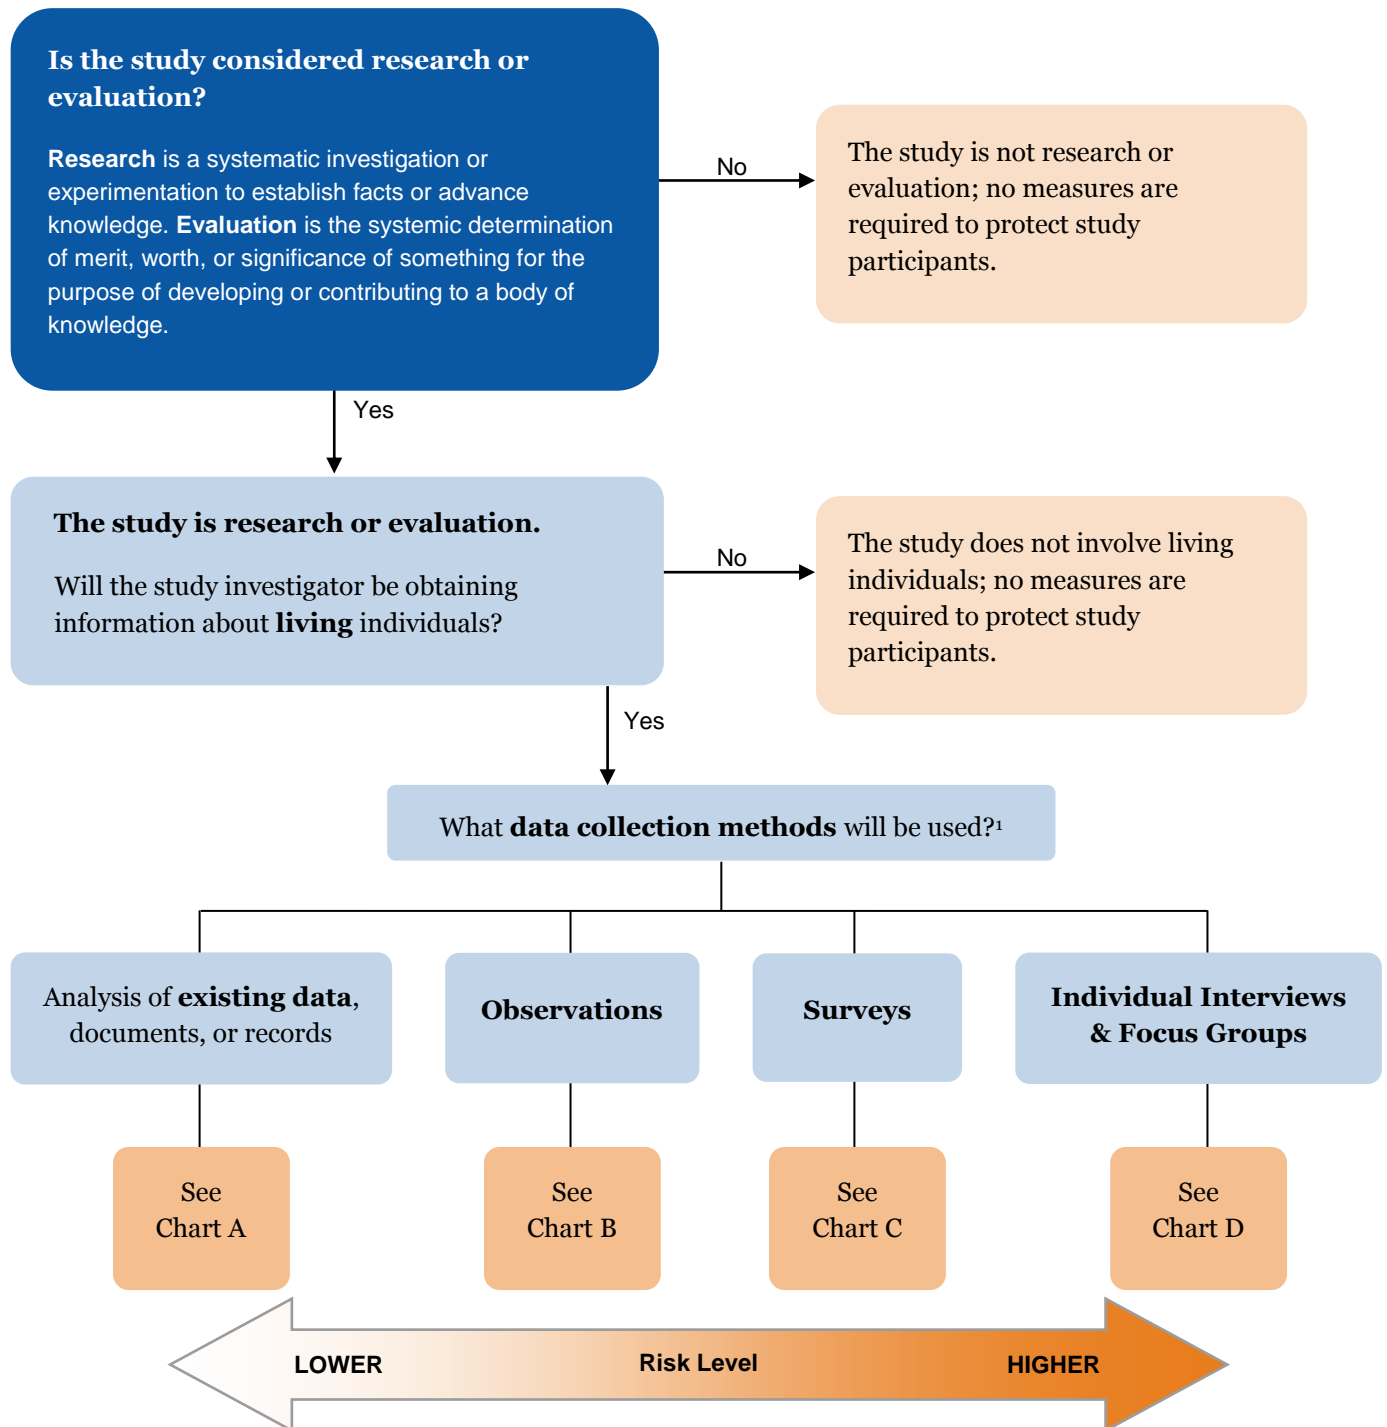 Is the study considered research or
evaluation?
Research is a systematic investigation or
experimentation to establish facts or advance
knowledge. Evaluation is the systemic determination
of merit, worth, or significance of something for the
purpose of developing or contributing to a body of
knowledge.
No
The study is not research or
evaluation; no measures are
required to protect study
participants.
Yes
The study is research or evaluation.
Will the study investigator be obtaining
information about living individuals?
No
The study does not involve living
individuals; no measures are
required to protect study
participants.
Yes
What data collection methods will be used?¹
Analysis of existing data,
documents, or records
Observations
Surveys
Individual Interviews
& Focus Groups
See
Chart A
See
Chart B
See
Chart C
See
Chart D
LOWER
Risk Level
HIGHER